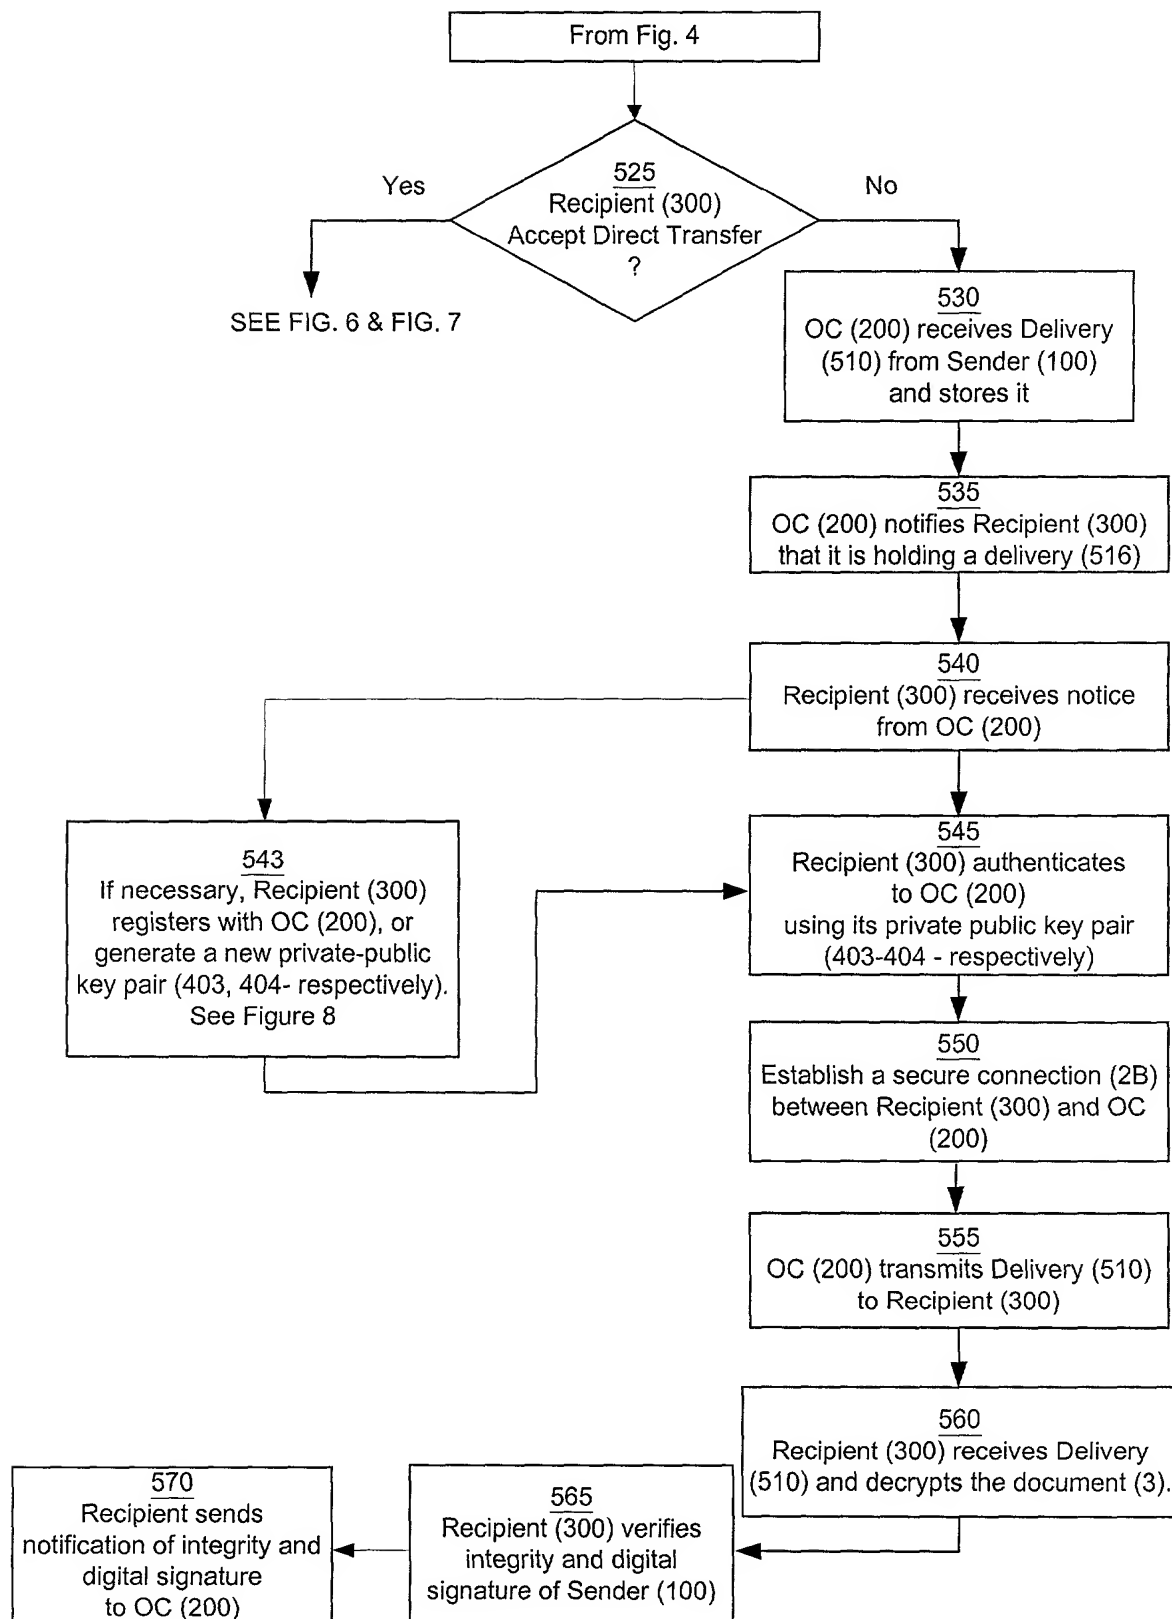 From Fig. 4
525
Recipient (300)
Accept Direct Transfer
?
Yes
No
SEE FIG. 6 & FIG. 7
530
OC (200) receives Delivery
(510) from Sender (100)
and stores it
535
OC (200) notifies Recipient (300)
that it is holding a delivery (516)
540
Recipient (300) receives notice
from OC (200)
543
If necessary, Recipient (300)
registers with OC (200), or
generate a new private-public
key pair (403, 404- respectively).
See Figure 8
545
Recipient (300) authenticates
to OC (200)
using its private public key pair
(403-404 - respectively)
550
Establish a secure connection (2B)
between Recipient (300) and OC
(200)
555
OC (200) transmits Delivery (510)
to Recipient (300)
560
Recipient (300) receives Delivery
(510) and decrypts the document (3).
565
Recipient (300) verifies
integrity and digital
signature of Sender (100)
570
Recipient sends
notification of integrity and
digital signature
to OC (200)